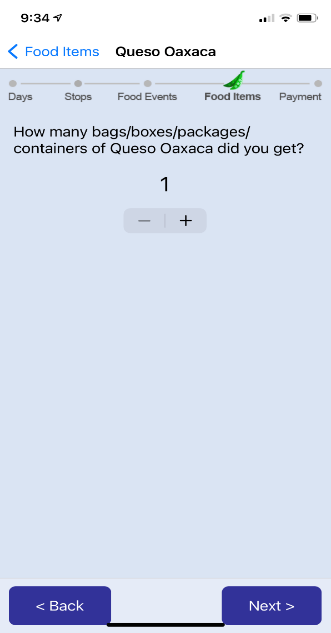 9:34
Food Items Queso Oaxaca
Days Stops Food Events Food Items Payment
How many bags/boxes/packages/
containers of Queso Oaxaca did you get?
1
− +
< Back Next >